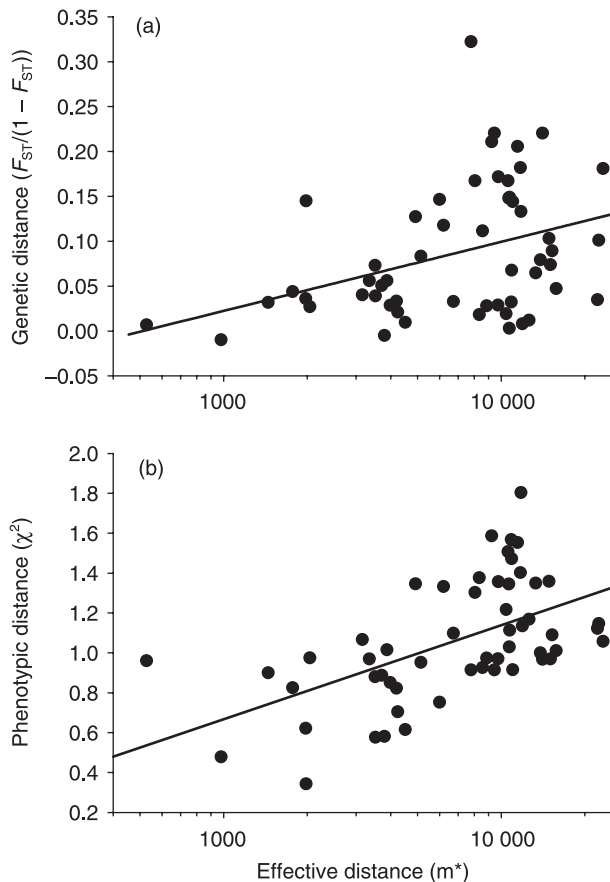 (a)
Genetic distance (F_ST/(1 − F_ST))
0.35
0.30
0.25
0.20
0.15
0.10
0.05
0.00
−0.05
1000 10 000
(b)
Phenotypic distance (χ²)
2.0
1.8
1.6
1.4
1.2
1.0
0.8
0.6
0.4
0.2
1000 10 000
Effective distance (m*)